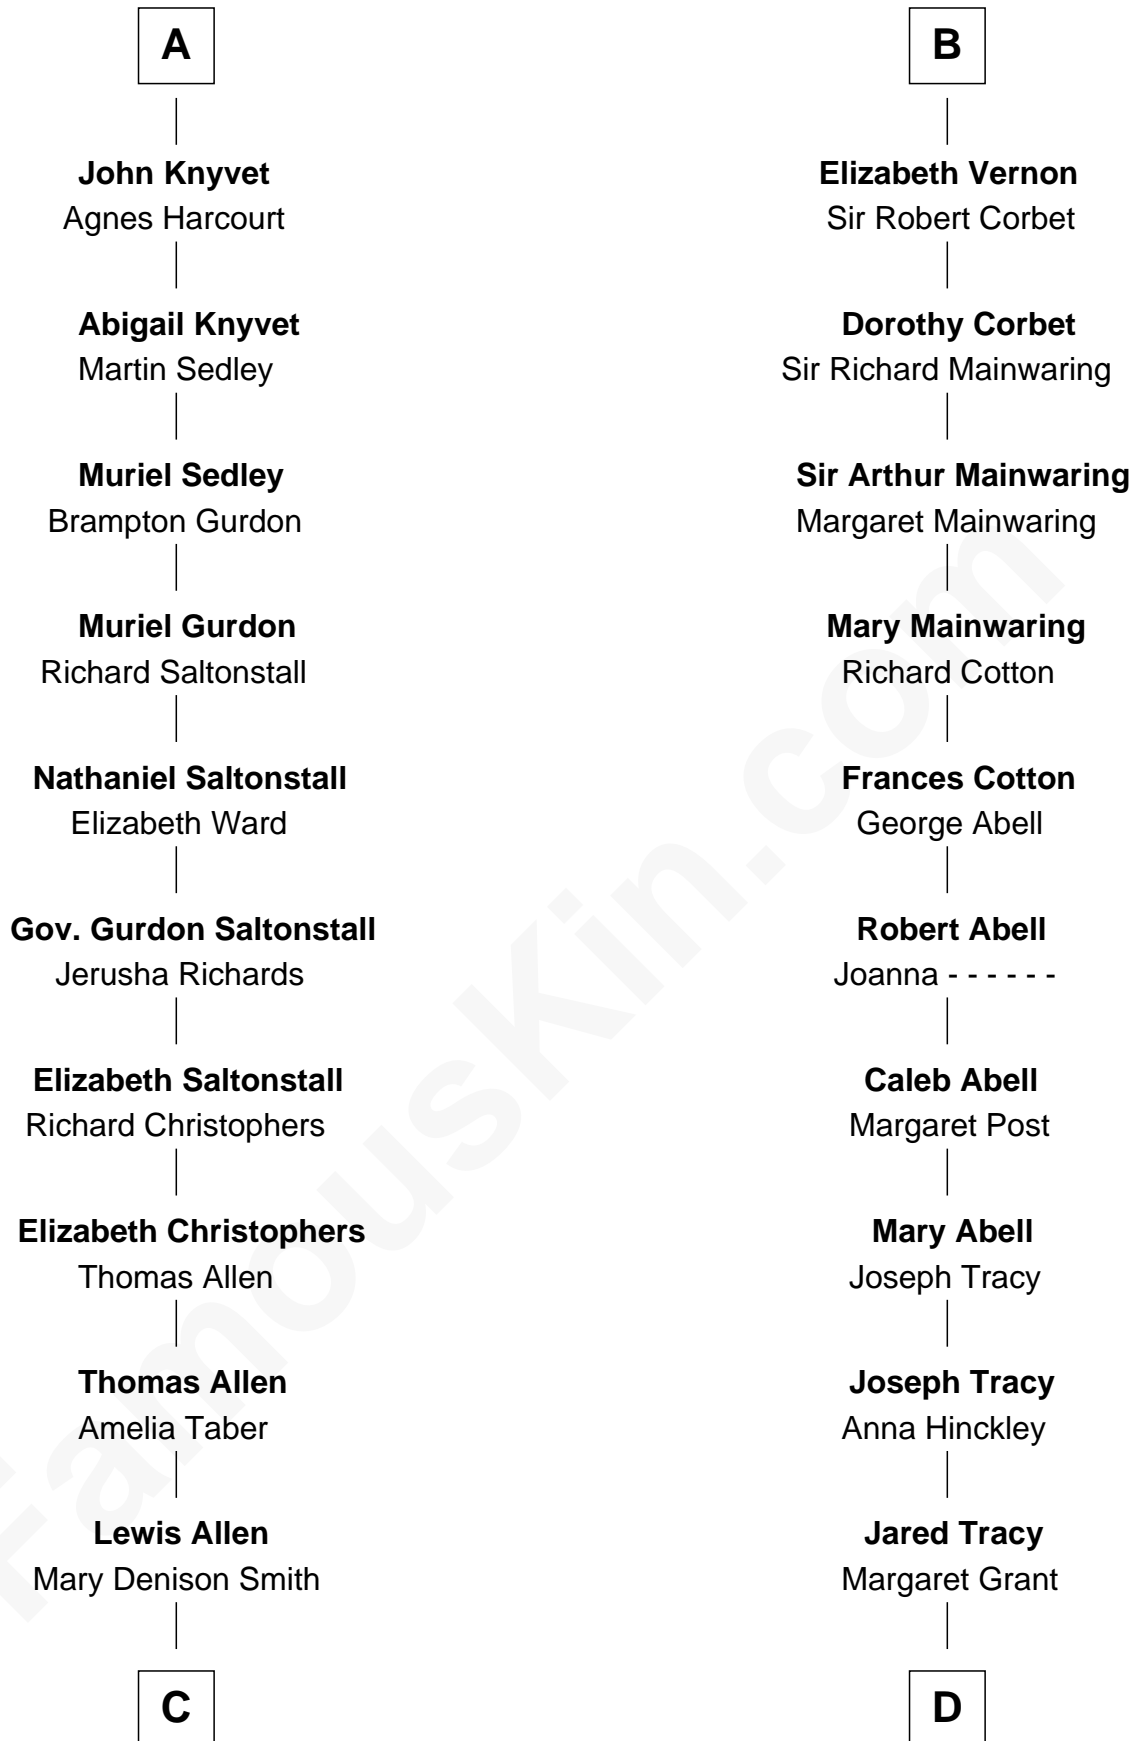 A
John Knyvet
Agnes Harcourt
Abigail Knyvet
Martin Sedley
Muriel Sedley
Brampton Gurdon
Muriel Gurdon
Richard Saltonstall
Nathaniel Saltonstall
Elizabeth Ward
Gov. Gurdon Saltonstall
Jerusha Richards
Elizabeth Saltonstall
Richard Christophers
Elizabeth Christophers
Thomas Allen
Thomas Allen
Amelia Taber
Lewis Allen
Mary Denison Smith
C
B
Elizabeth Vernon
Sir Robert Corbet
Dorothy Corbet
Sir Richard Mainwaring
Sir Arthur Mainwaring
Margaret Mainwaring
Mary Mainwaring
Richard Cotton
Frances Cotton
George Abell
Robert Abell
Joanna - - - - - -
Caleb Abell
Margaret Post
Mary Abell
Joseph Tracy
Joseph Tracy
Anna Hinckley
Jared Tracy
Margaret Grant
D
FamousKin.com